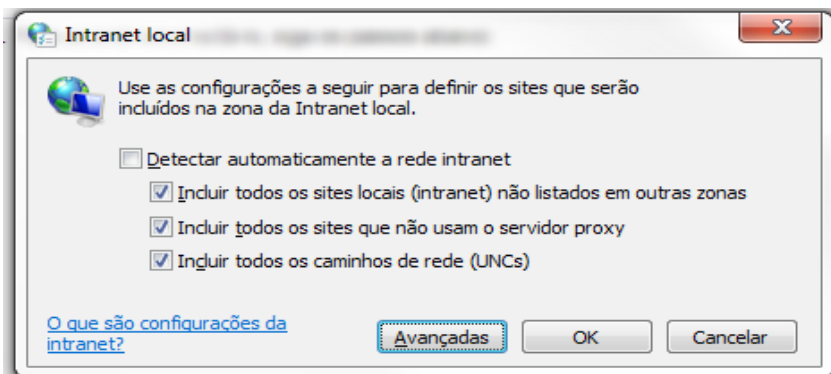 Intranet local
Use as configurações a seguir para definir os sites que serão
incluídos na zona da Intranet local.
Detectar automaticamente a rede intranet
Incluir todos os sites locais (intranet) não listados em outras zonas
Incluir todos os sites que não usam o servidor proxy
Incluir todos os caminhos de rede (UNCs)
O que são configurações da
intranet?
Avançadas
OK
Cancelar